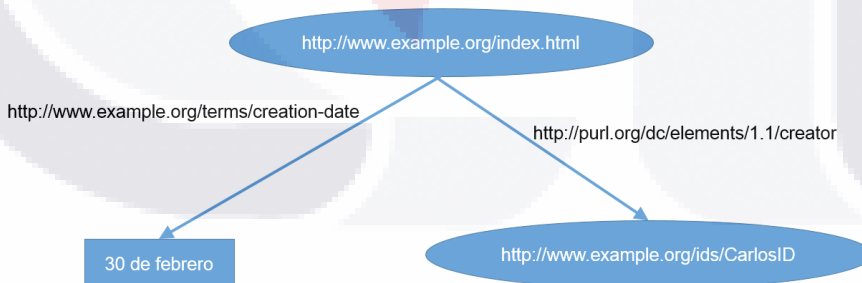 http://www.example.org/index.html
http://www.example.org/terms/creation-date
http://purl.org/dc/elements/1.1/creator
30 de febrero
http://www.example.org/ids/CarlosID